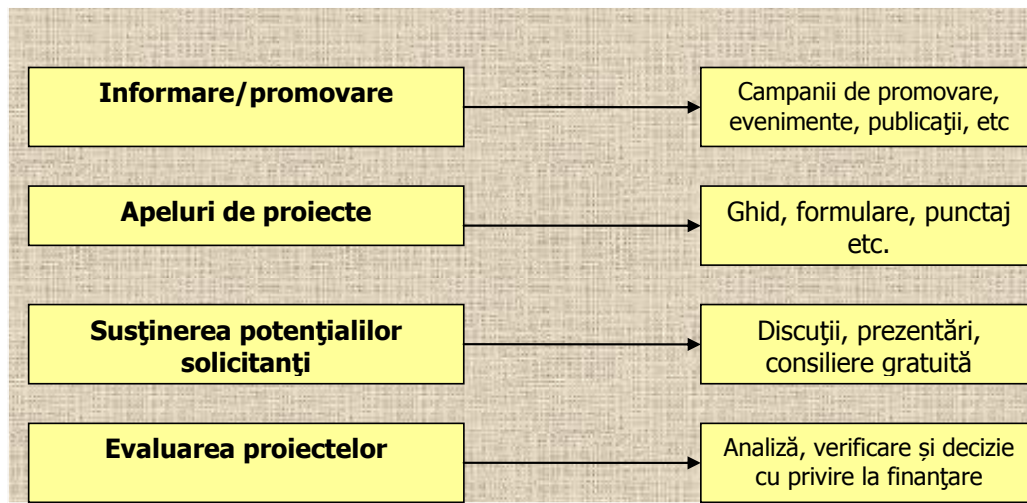 Informare/promovare
Campanii de promovare,
evenimente, publicaţii, etc
Apeluri de proiecte
Ghid, formulare, punctaj
etc.
Susţinerea potenţialilor
solicitanţi
Discuţii, prezentări,
consiliere gratuită
Evaluarea proiectelor
Analiză, verificare și decizie
cu privire la finanţare